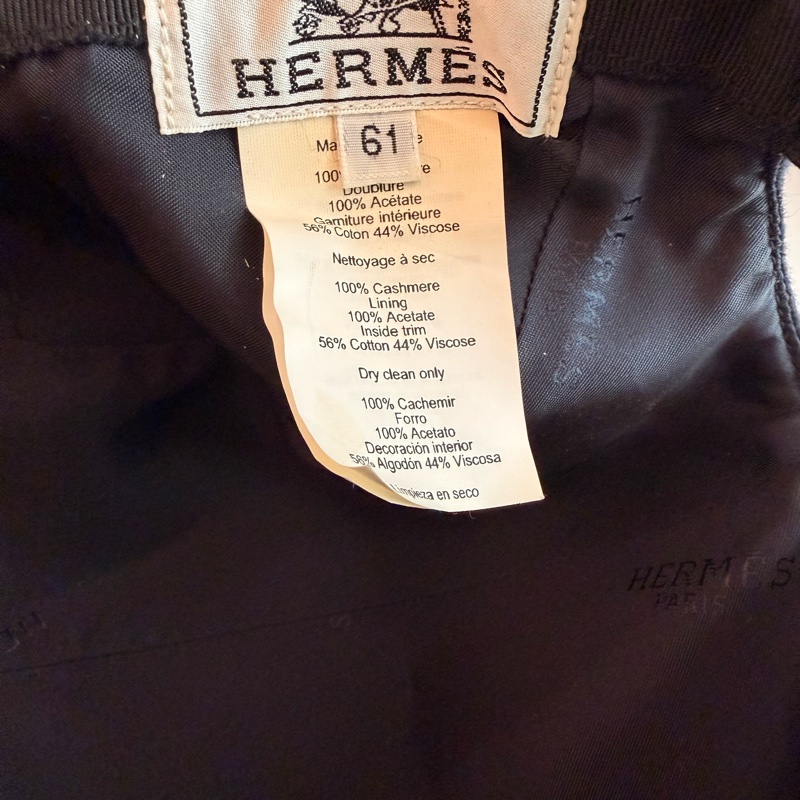 HERMES
61
Doublure
100% Acétate
Garniture intérieure
56% Coton 44% Viscose
Nettoyage à sec
100% Cashmere
Lining
100% Acetate
Inside trim
56% Cotton 44% Viscose
Dry clean only
100% Cachemir
Forro
100% Acetato
Decoración interior
56% Algodón 44% Viscosa
Limpieza en seco
HERMES
HERMES
PARIS